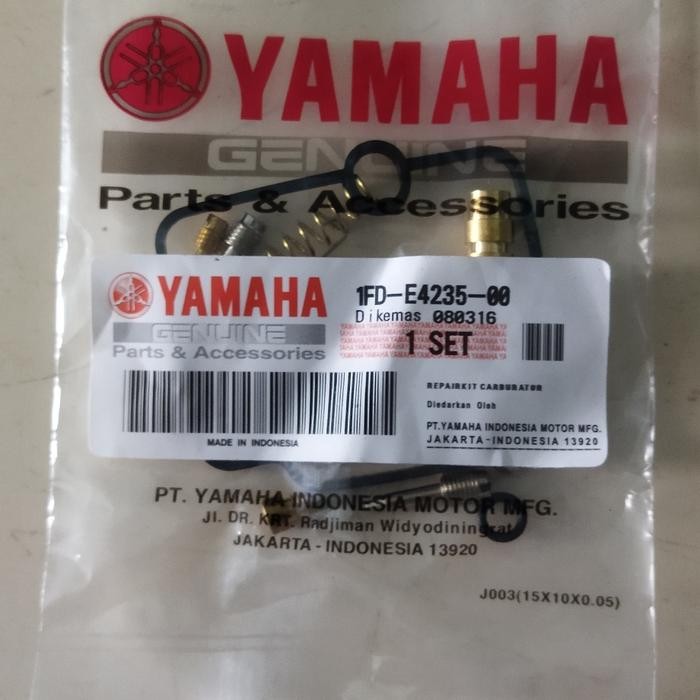 YAMAHA
GENUINE
Parts & Accessories
YAMAHA
GENUINE
Parts & Accessories
1FD-E4235-00
Dikemas 080316
1 SET
REPAIRKIT CARBURATOR
Diedarkan Oleh
PT.YAMAHA INDONESIA MOTOR MFG.
JAKARTA-INDONESIA 13920
MADE IN INDONESIA
PT. YAMAHA INDONESIA MOTOR MFG.
Jl. DR. KRT. Radjiman Widyodiningrat
JAKARTA - INDONESIA 13920
J003(15X10X0.05)